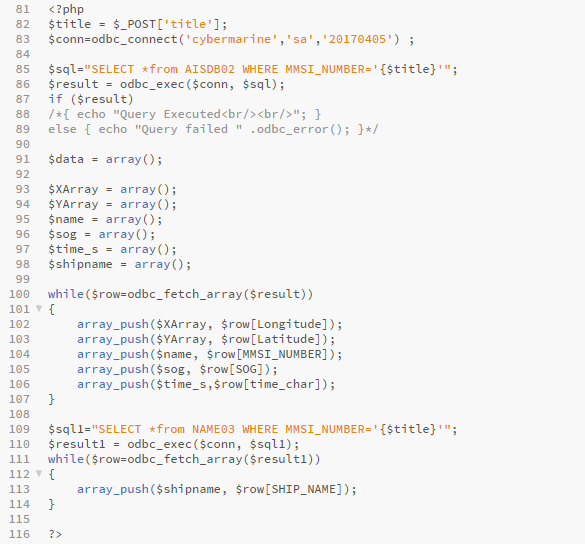 81 <?php
82 $title = $_POST['title'];
83 $conn=odbc_connect('cybermarine','sa','20170405') ;
84
85 $sql="SELECT *from AISDB02 WHERE MMSI_NUMBER='{$title}'";
86 $result = odbc_exec($conn, $sql);
87 if ($result)
88 /*{ echo "Query Executed<br/><br/>"; }
89 else { echo "Query failed " .odbc_error(); }*/
90
91 $data = array();
92
93 $XArray = array();
94 $YArray = array();
95 $name = array();
96 $sog = array();
97 $time_s = array();
98 $shipname = array();
99
100 while($row=odbc_fetch_array($result))
101 {
102 array_push($XArray, $row[Longitude]);
103 array_push($YArray, $row[Latitude]);
104 array_push($name, $row[MMSI_NUMBER]);
105 array_push($sog, $row[SOG]);
106 array_push($time_s,$row[time_char]);
107 }
108
109 $sql1="SELECT *from NAME03 WHERE MMSI_NUMBER='{$title}'";
110 $result1 = odbc_exec($conn, $sql1);
111 while($row=odbc_fetch_array($result1))
112 {
113 array_push($shipname, $row[SHIP_NAME]);
114 }
115
116 ?>